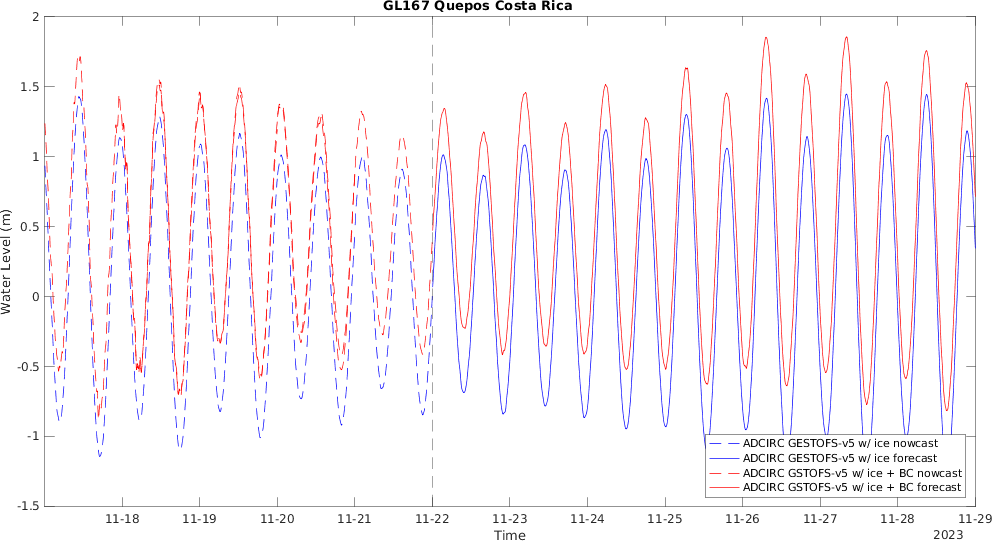 GL167 Quepos Costa Rica
2
1.5
1
0.5
0
-0.5
-1
-1.5
Water Level (m)
11-18 11-19 11-20 11-21 11-22 11-23 11-24 11-25 11-26 11-27 11-28 11-29
Time
2023
ADCIRC GESTOFS-v5 w/ ice nowcast
ADCIRC GESTOFS-v5 w/ ice forecast
ADCIRC GSTOFS-v5 w/ ice + BC nowcast
ADCIRC GSTOFS-v5 w/ ice + BC forecast